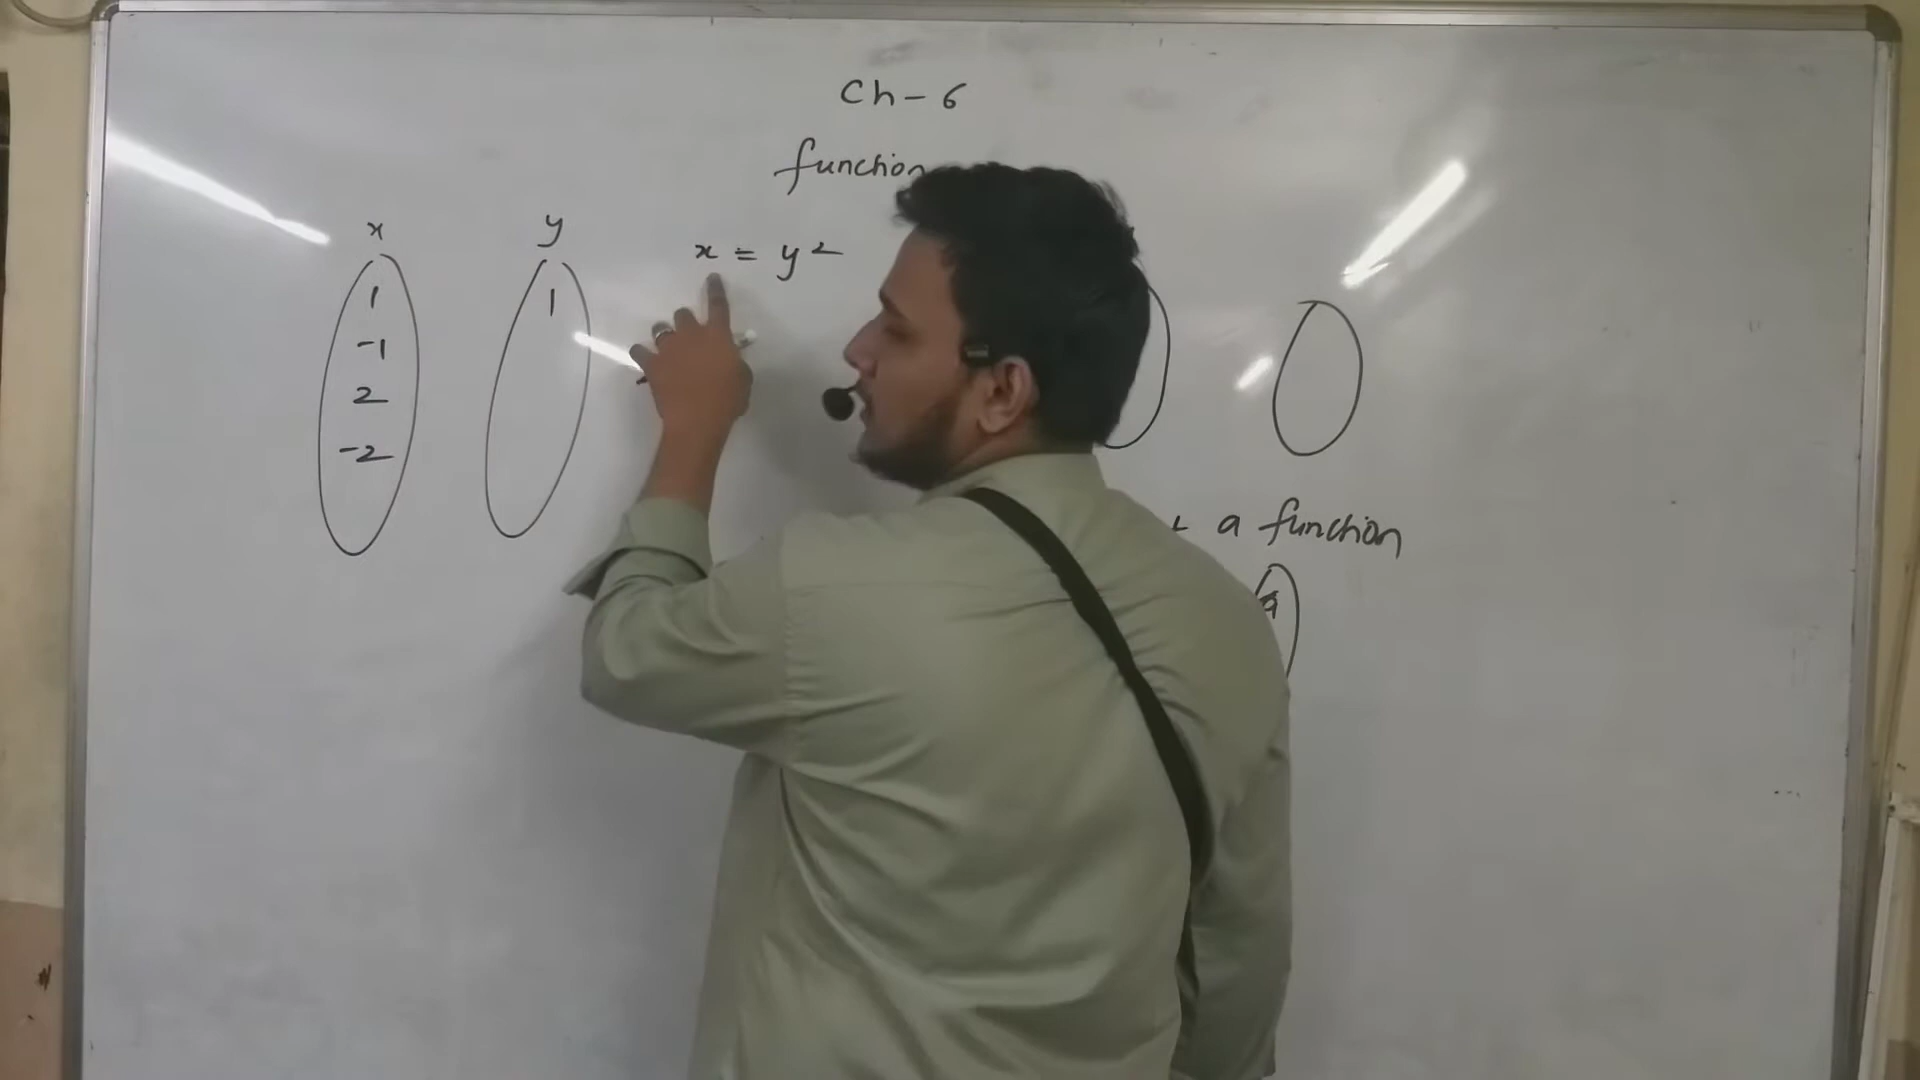 Ch-6
function
x y
x = y²
1 1
-1
2
-2
a function
a